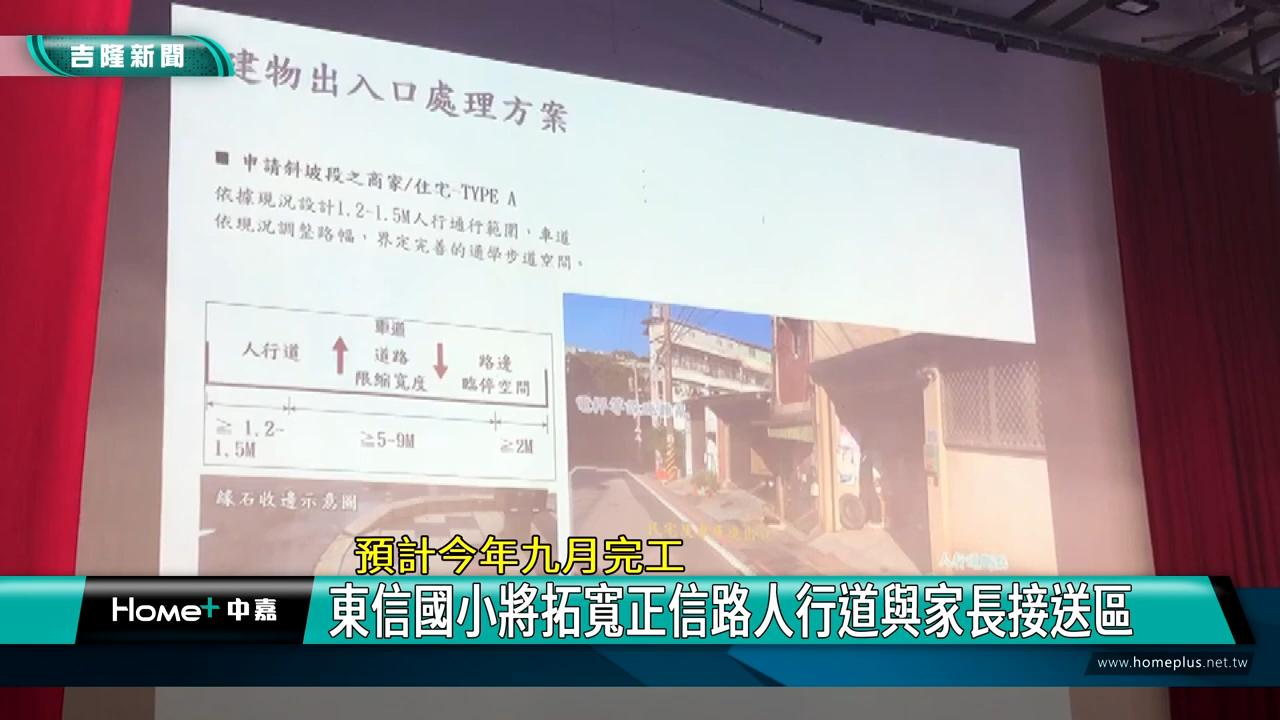 吉隆新聞
建物出入口處理方案
■ 申請斜坡段之商家/住宅-TYPE A
依據現況設計1.2-1.5M人行通行範圍，車道
依現況調整路幅，界定完善的通學步道空間。
車道
人行道
道路
限縮寬度
路邊
臨停空間
≧ 1.2-
1.5M
≧5-9M
≧2M
緣石收邊示意圖
預計今年九月完工
Home+中嘉
東信國小將拓寬正信路人行道與家長接送區
www.homeplus.net.tw